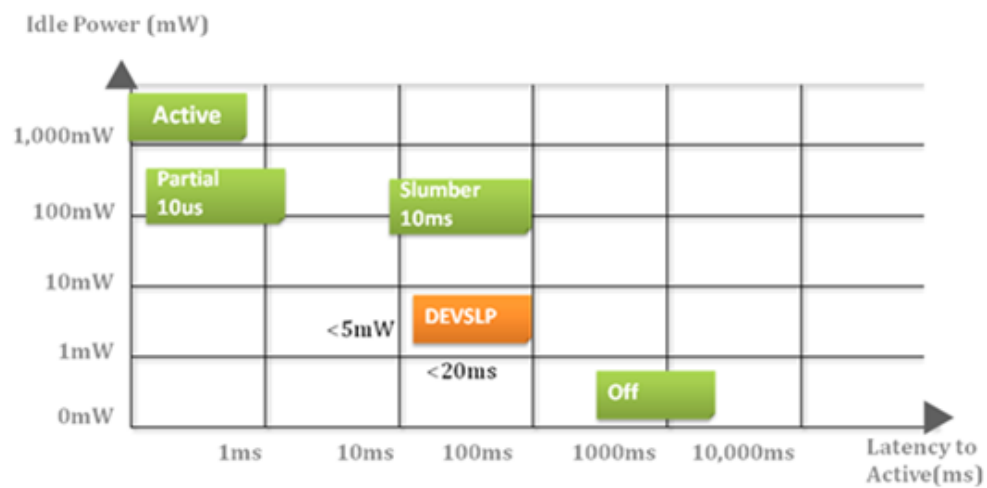 Idle Power (mW)
Active
1,000mW
Partial
10us
Slumber
10ms
100mW
10mW
DEVSLP
<5mW
1mW
<20ms
Off
0mW
1ms
10ms
100ms
1000ms
10,000ms
Latency to
Active(ms)